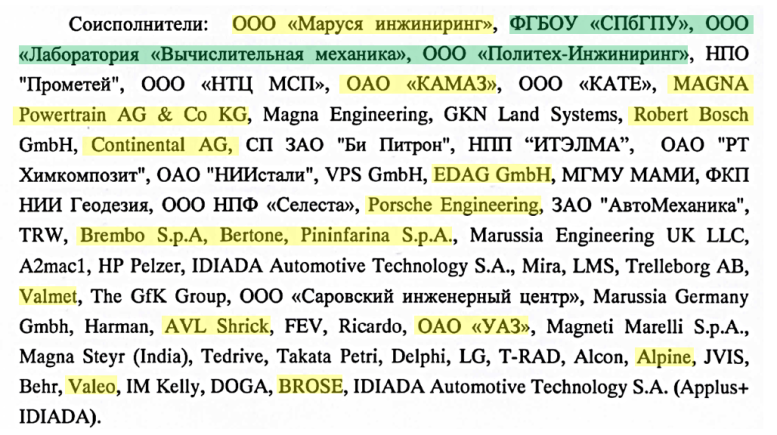 Соисполнители: ООО «Маруся инжиниринг», ФГБОУ «СПбГПУ», ООО
«Лаборатория «Вычислительная механика», ООО «Политех-Инжиниринг», НПО
"Прометей", ООО «НТЦ МСП», ОАО «КАМАЗ», ООО «КАТЕ», MAGNA
Powertrain AG & Co KG, Magna Engineering, GKN Land Systems, Robert Bosch
GmbH, Continental AG, СП ЗАО "Би Питрон", НПП “ИТЭЛМА”, ОАО "РТ
Химкомпозит", ОАО "НИИстали", VPS GmbH, EDAG GmbH, МГМУ МАМИ, ФКП
НИИ Геодезия, ООО НПФ «Селеста», Porsche Engineering, ЗАО "АвтоМеханика",
TRW, Brembo S.p.A, Bertone, Pininfarina S.p.A., Marussia Engineering UK LLC,
A2mac1, HP Pelzer, IDIADA Automotive Technology S.A., Mira, LMS, Trelleborg AB,
Valmet, The GfK Group, ООО «Саровский инженерный центр», Marussia Germany
Gmbh, Harman, AVL Shrick, FEV, Ricardo, ОАО «УАЗ», Magneti Marelli S.p.A.,
Magna Steyr (India), Tedrive, Takata Petri, Delphi, LG, T-RAD, Alcon, Alpine, JVIS,
Behr, Valeo, IM Kelly, DOGA, BROSE, IDIADA Automotive Technology S.A. (Applus+
IDIADA).